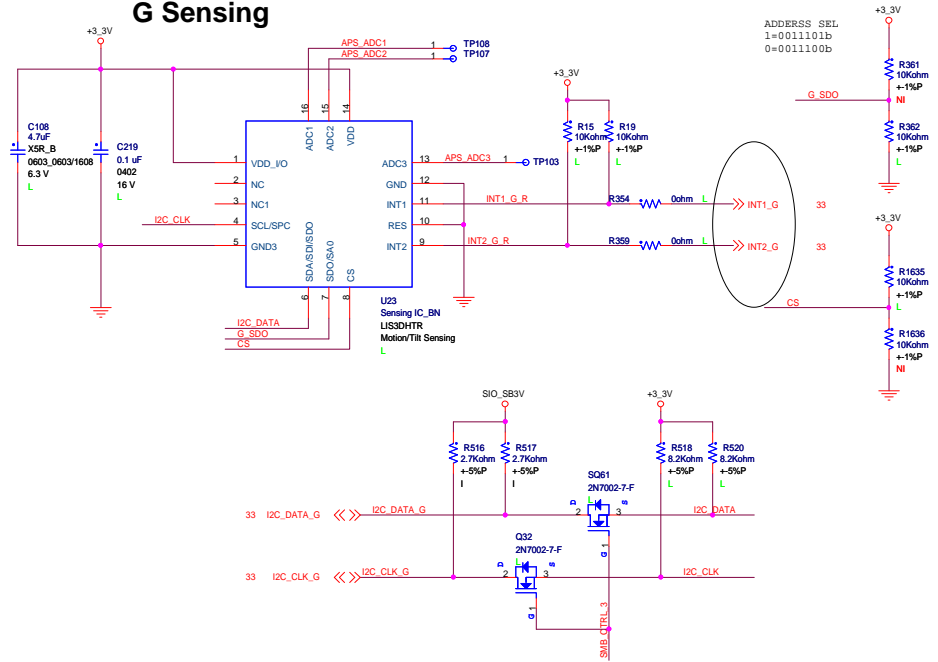 G Sensing
+3_3V
APS_ADC1
1
TP108
APS_ADC2
1
TP107
ADDERSS SEL
1=0011101b
0=0011100b
+3_3V
R361
10Kohm
+-1%P
NI
G_SDO
R362
10Kohm
+-1%P
L
C108
4.7uF
X5R_B
0603_0603/1608
6.3 V
L
C219
0.1 uF
0402
16 V
L
16
15
14
ADC1
ADC2
VDD
1
VDD_I/O
2
NC
3
NC1
I2C_CLK
4
SCL/SPC
5
GND3
ADC3
13
APS_ADC3
1
TP103
GND
12
INT1
11
INT1_G_R
RES
10
INT2
9
INT2_G_R
SDA/SDI/SDO
SDO/SA0
CS
6
7
8
I2C_DATA
G_SDO
CS
U23
Sensing IC_BN
LIS3DHTR
Motion/Tilt Sensing
L
+3_3V
R15
10Kohm
+-1%P
L
R19
10Kohm
+-1%P
L
R354
0ohm
L
INT1_G
33
R359
0ohm
L
INT2_G
33
+3_3V
R1635
10Kohm
+-1%P
L
CS
R1636
10Kohm
+-1%P
NI
SIO_SB3V
R516
2.7Kohm
+-5%P
I
R517
2.7Kohm
+-5%P
I
+3_3V
R518
8.2Kohm
+-5%P
L
R520
8.2Kohm
+-5%P
L
SQ61
2N7002-7-F
L
D
S
2
3
G
1
33
I2C_DATA_G
I2C_DATA_G
I2C_DATA
Q32
2N7002-7-F
L
D
S
2
3
G
1
33
I2C_CLK_G
I2C_CLK_G
I2C_CLK
SMB_CTRL_3